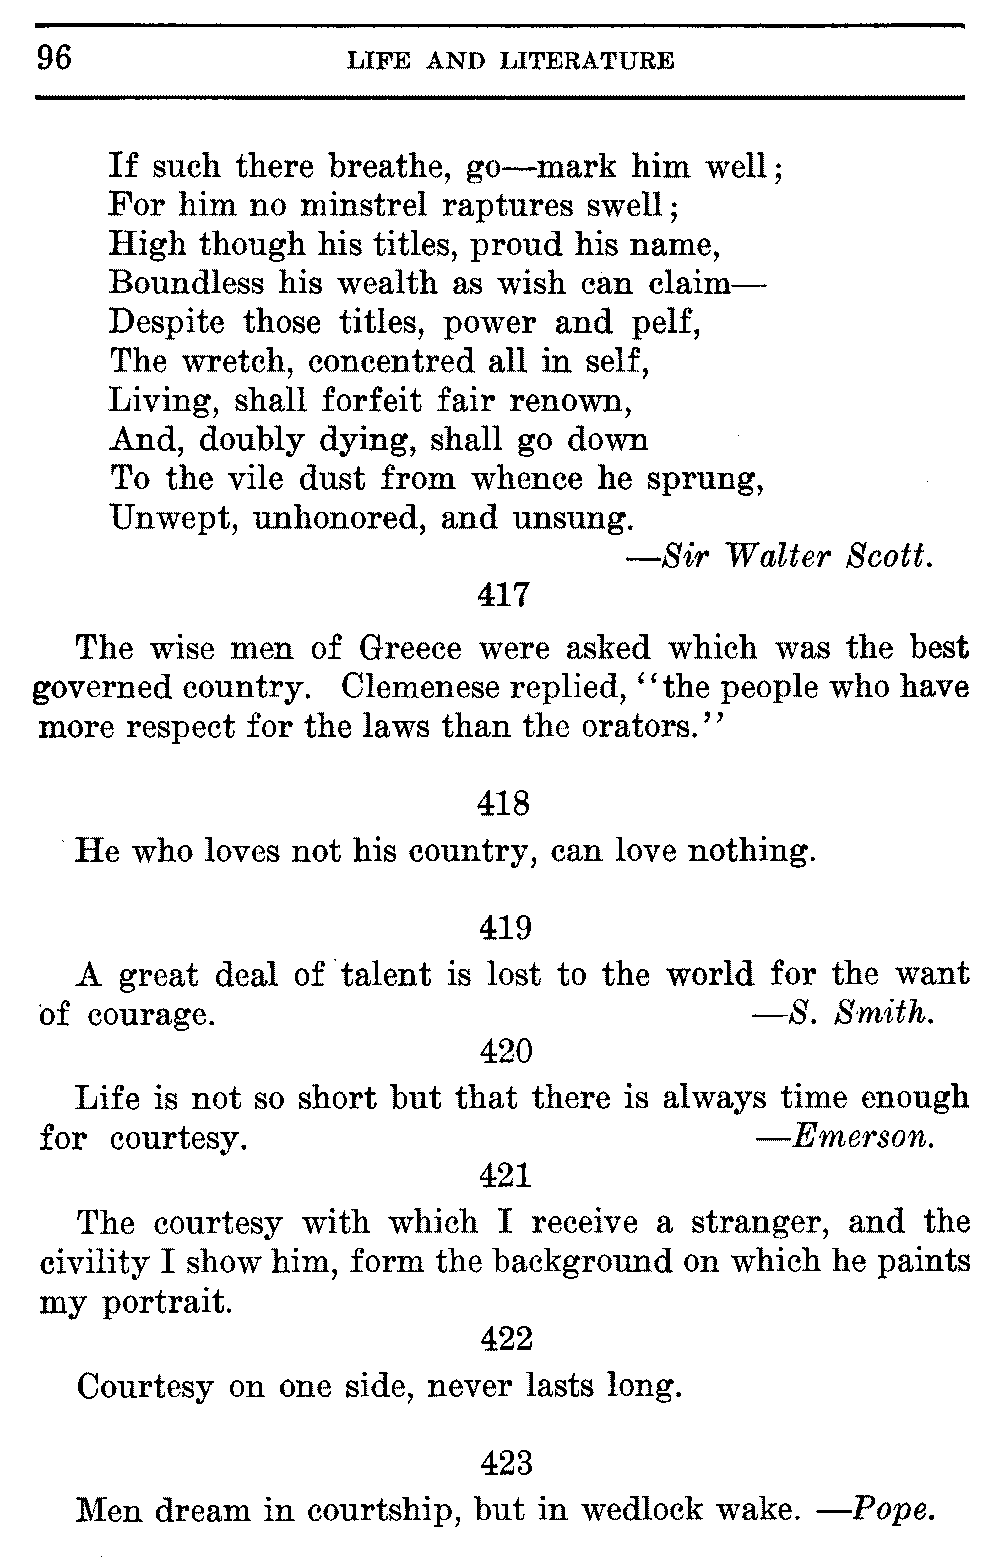 96 LIFE AND LITERATURE
If such there breathe, go—mark him well;
For him no minstrel raptures swell;
High though his titles, proud his name,
Boundless his wealth as wish can claim—
Despite those titles, power and pelf,
The wretch, concentred all in self,
Living, shall forfeit fair renown,
And, doubly dying, shall go down
To the vile dust from whence he sprung,
Unwept, unhonored, and unsung.
—Sir Walter Scott.
417
The wise men of Greece were asked which was the best
governed country. Clemenese replied, "the people who have
more respect for the laws than the orators."
418
He who loves not his country, can love nothing.
419
A great deal of talent is lost to the world for the want
of courage. —S. Smith.
420
Life is not so short but that there is always time enough
for courtesy. —Emerson.
421
The courtesy with which I receive a stranger, and the
civility I show him, form the background on which he paints
my portrait.
422
Courtesy on one side, never lasts long.
423
Men dream in courtship, but in wedlock wake. —Pope.